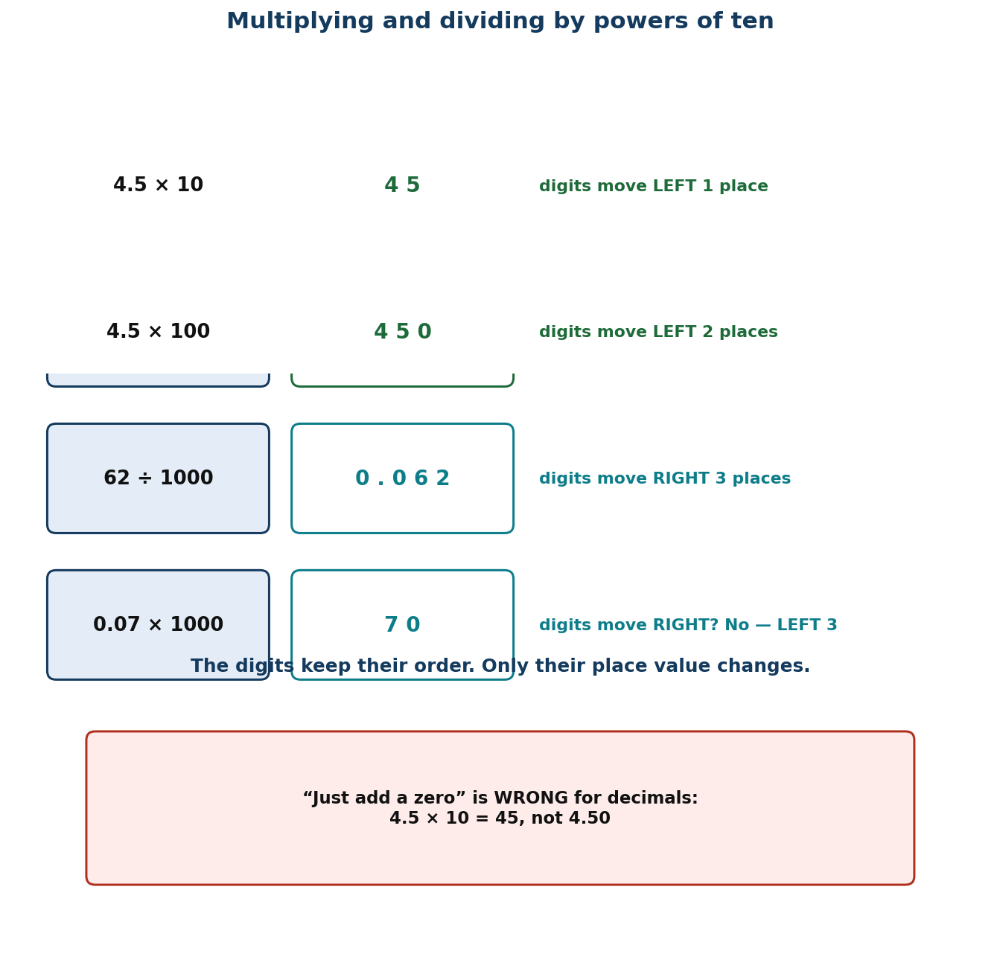 Multiplying and dividing by powers of ten
4.5 × 10 4 5 digits move LEFT 1 place
4.5 × 100 4 5 0 digits move LEFT 2 places
62 ÷ 1000 0 . 0 6 2 digits move RIGHT 3 places
0.07 × 1000 7 0 digits move RIGHT? No — LEFT 3
The digits keep their order. Only their place value changes.
“Just add a zero” is WRONG for decimals:
4.5 × 10 = 45, not 4.50